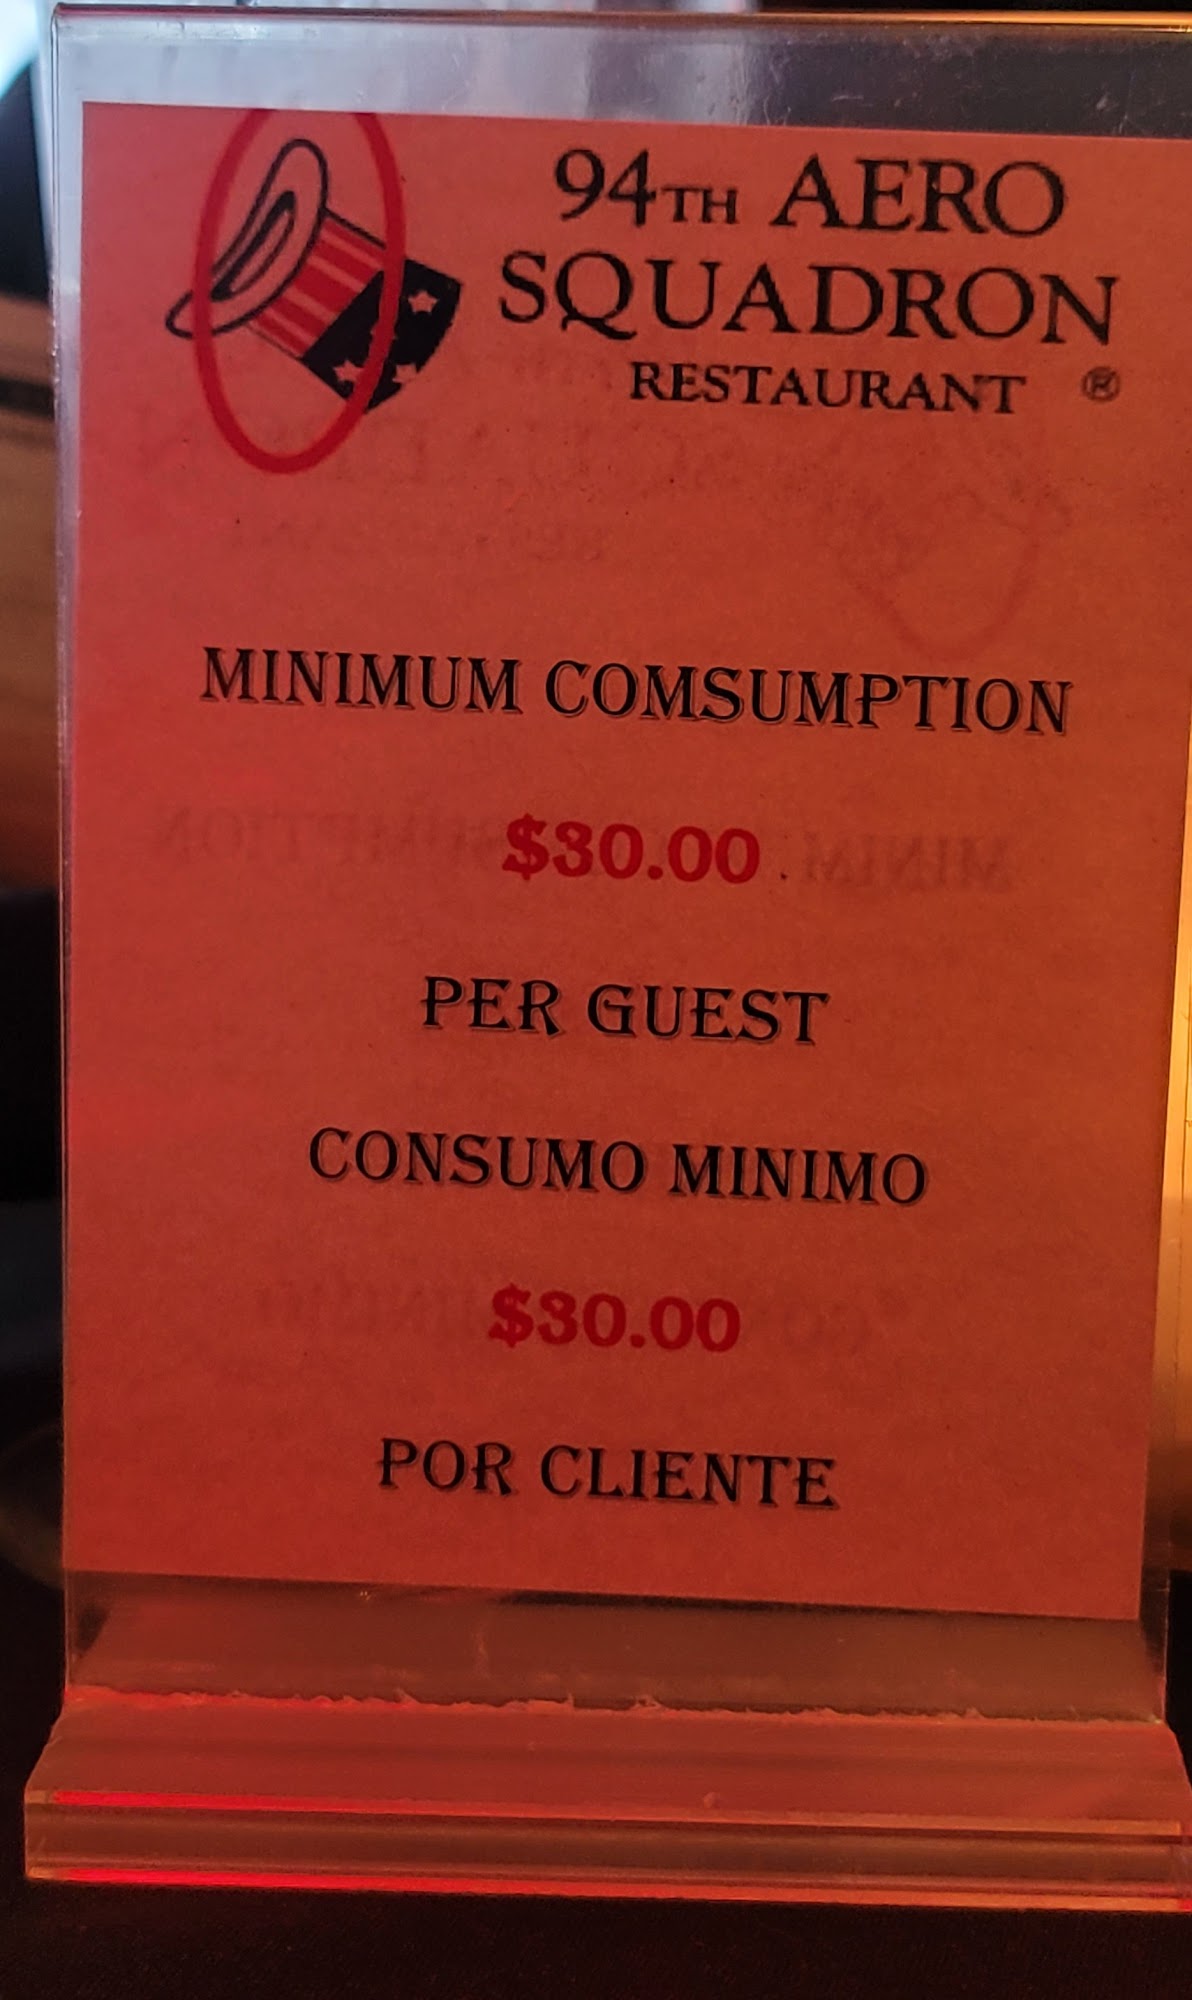 94TH AERO
SQUADRON
RESTAURANT ®
MINIMUM COMSUMPTION
$30.00
PER GUEST
CONSUMO MINIMO
$30.00
POR CLIENTE